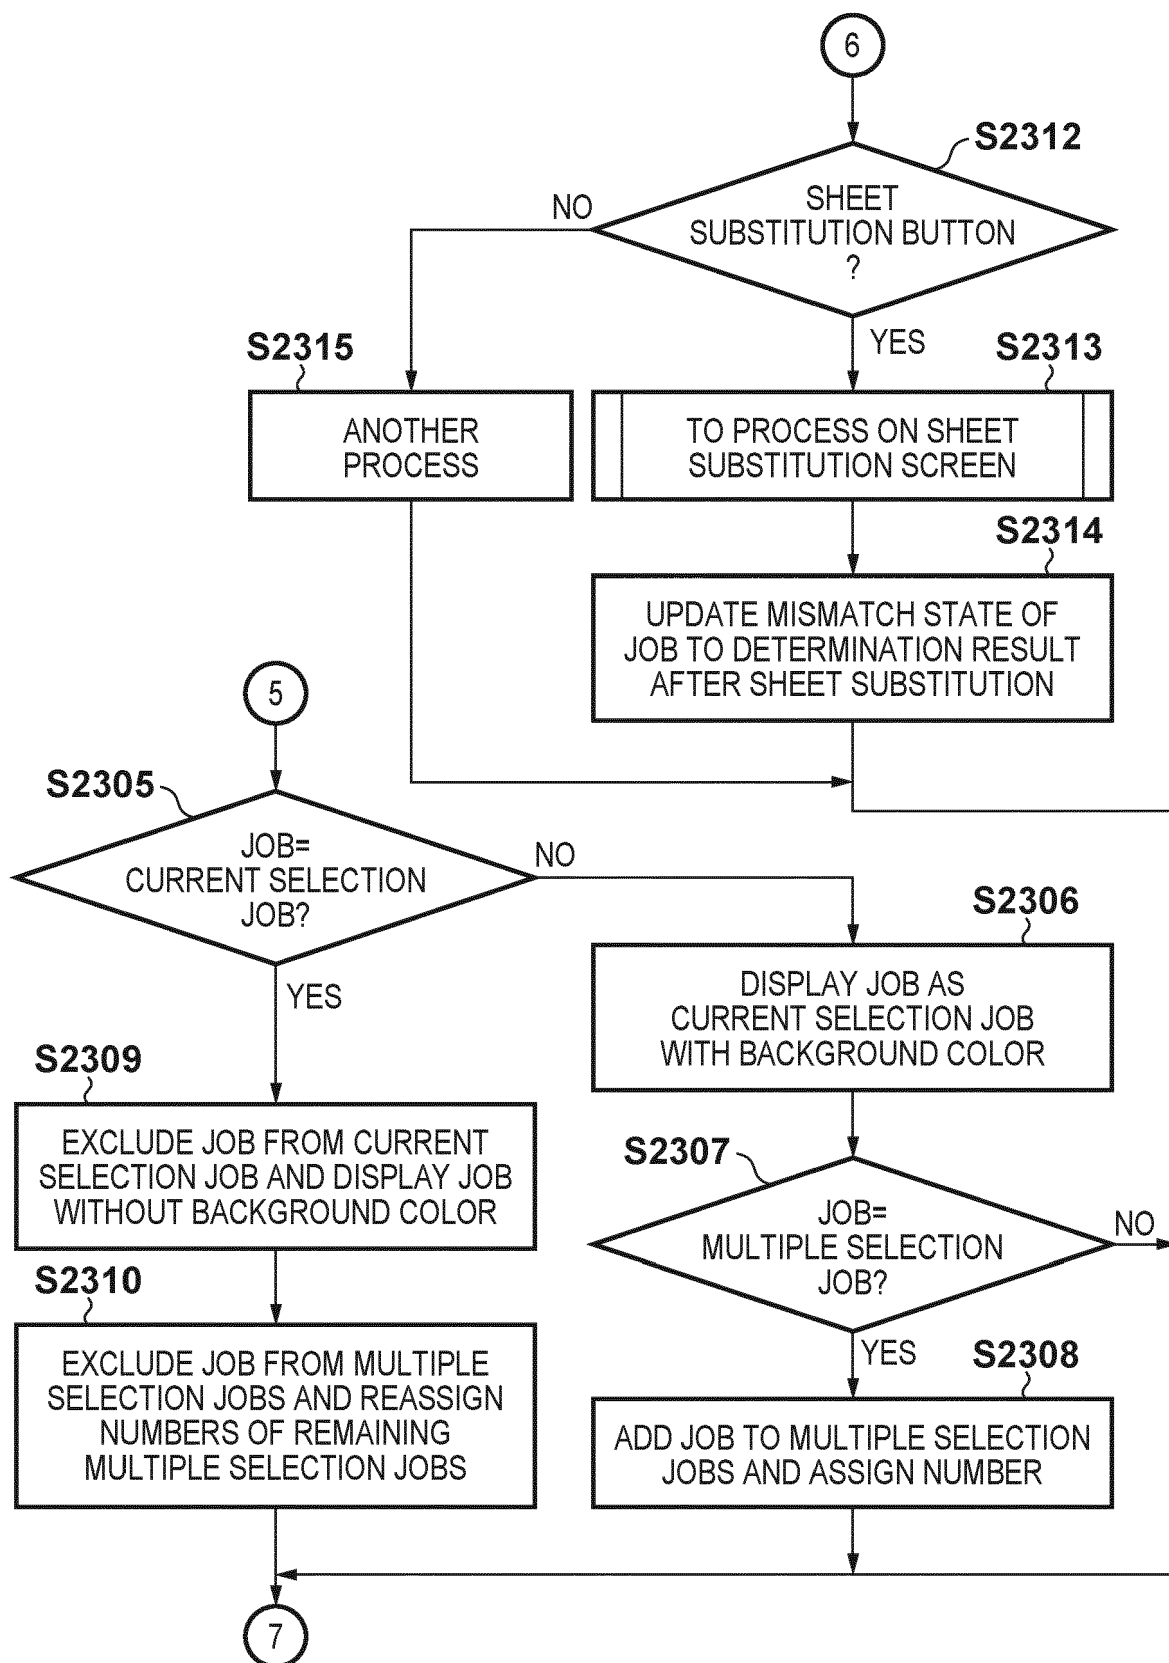 6
S2312
SHEET
SUBSTITUTION BUTTON
?
NO
YES
S2315
ANOTHER
PROCESS
S2313
TO PROCESS ON SHEET
SUBSTITUTION SCREEN
S2314
UPDATE MISMATCH STATE OF
JOB TO DETERMINATION RESULT
AFTER SHEET SUBSTITUTION
5
S2305
JOB=
CURRENT SELECTION
JOB?
NO
YES
S2306
DISPLAY JOB AS
CURRENT SELECTION JOB
WITH BACKGROUND COLOR
S2309
EXCLUDE JOB FROM CURRENT
SELECTION JOB AND DISPLAY JOB
WITHOUT BACKGROUND COLOR
S2307
JOB=
MULTIPLE SELECTION
JOB?
NO
YES
S2310
EXCLUDE JOB FROM MULTIPLE
SELECTION JOBS AND REASSIGN
NUMBERS OF REMAINING
MULTIPLE SELECTION JOBS
S2308
ADD JOB TO MULTIPLE SELECTION
JOBS AND ASSIGN NUMBER
7